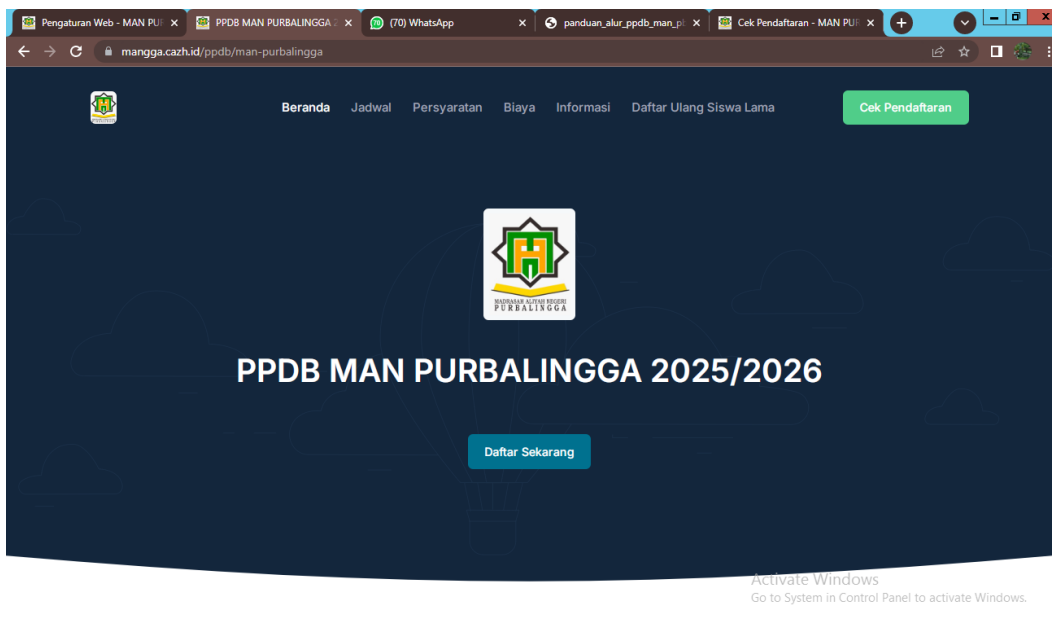 Pengaturan Web - MAN PU
PPDB MAN PURBALINGGA 2
(70) WhatsApp
panduan_alur_ppdb_man_p
Cek Pendaftaran - MAN PUR
mangga.cazh.id/ppdb/man-purbalingga
Beranda Jadwal Persyaratan Biaya Informasi Daftar Ulang Siswa Lama Cek Pendaftaran
MADRASAH ALIYAH NEGERI
PURBALINGGA
PPDB MAN PURBALINGGA 2025/2026
Daftar Sekarang
Activate Windows
Go to System in Control Panel to activate Windows.